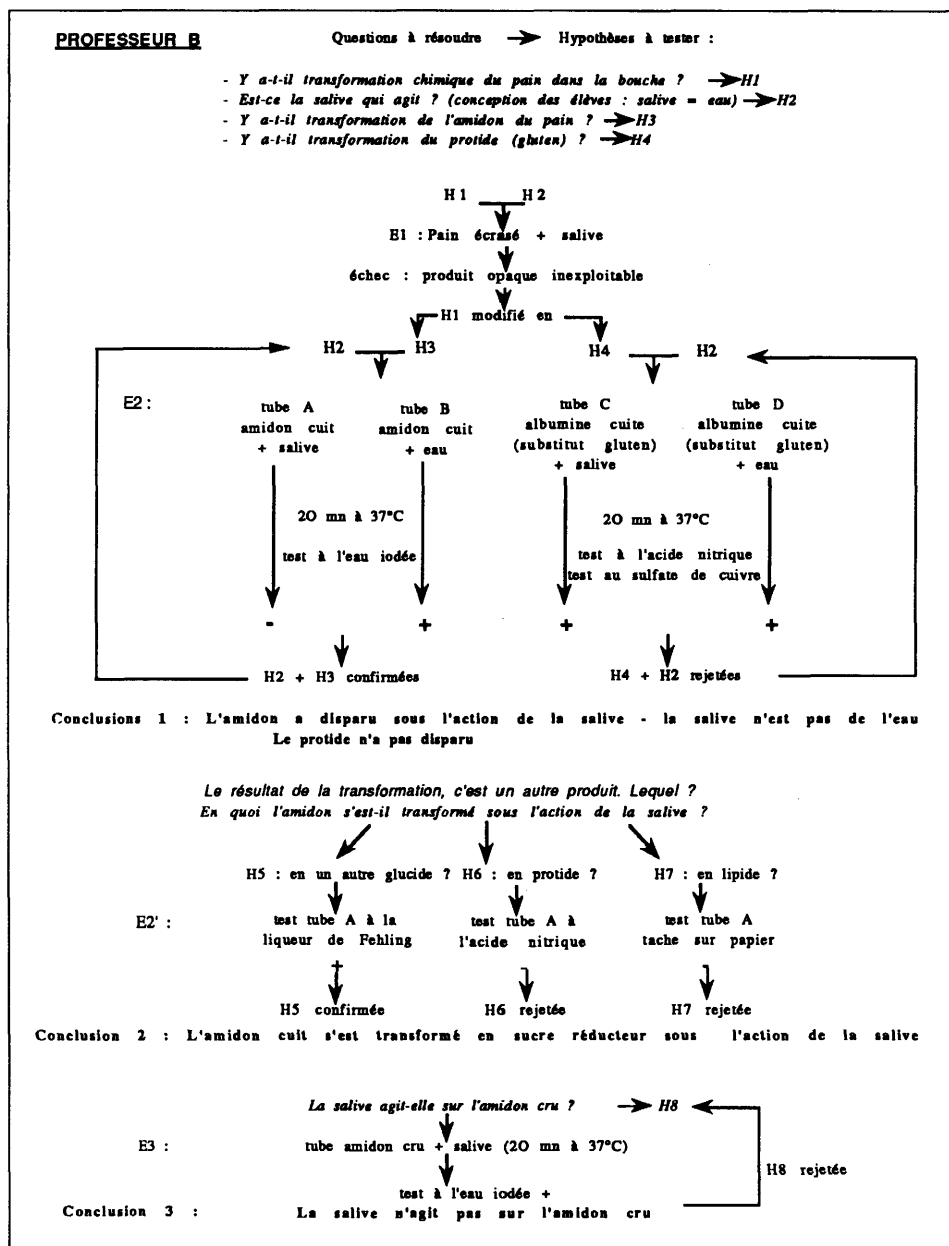 PROFESSEUR B Questions à résoudre → Hypothèses à tester :
- Y a-t-il transformation chimique du pain dans la bouche ? → H1
- Est-ce la salive qui agit ? (conception des élèves : salive = eau) → H2
- Y a-t-il transformation de l'amidon du pain ? → H3
- Y a-t-il transformation du protide (gluten) ? → H4
H1 H2
E1 : Pain écrasé + salive
échec : produit opaque inexploitable
H1 modifié en
H2 H3 H4 H2
E2 : tube A tube B tube C tube D
amidon cuit amidon cuit albumine cuite albumine cuite
+ salive + eau (substitut gluten) (substitut gluten)
+ salive + eau
20 mn à 37°C 20 mn à 37°C
test à l'eau iodée test à l'acide nitrique
test au sulfate de cuivre
- + + +
H2 + H3 confirmées H4 + H2 rejetées
Conclusions 1 : L'amidon a disparu sous l'action de la salive - la salive n'est pas de l'eau
Le protide n'a pas disparu
Le résultat de la transformation, c'est un autre produit. Lequel ?
En quoi l'amidon s'est-il transformé sous l'action de la salive ?
H5 : en un autre glucide ? H6 : en protide ? H7 : en lipide ?
E2' : test tube A à la test tube A à test tube A
liqueur de Fehling l'acide nitrique tache sur papier
+ - -
H5 confirmée H6 rejetée H7 rejetée
Conclusion 2 : L'amidon cuit s'est transformé en sucre réducteur sous l'action de la salive
La salive agit-elle sur l'amidon cru ? → H8
E3 : tube amidon cru + salive (20 mn à 37°C)
H8 rejetée
test à l'eau iodée +
Conclusion 3 : La salive n'agit pas sur l'amidon cru